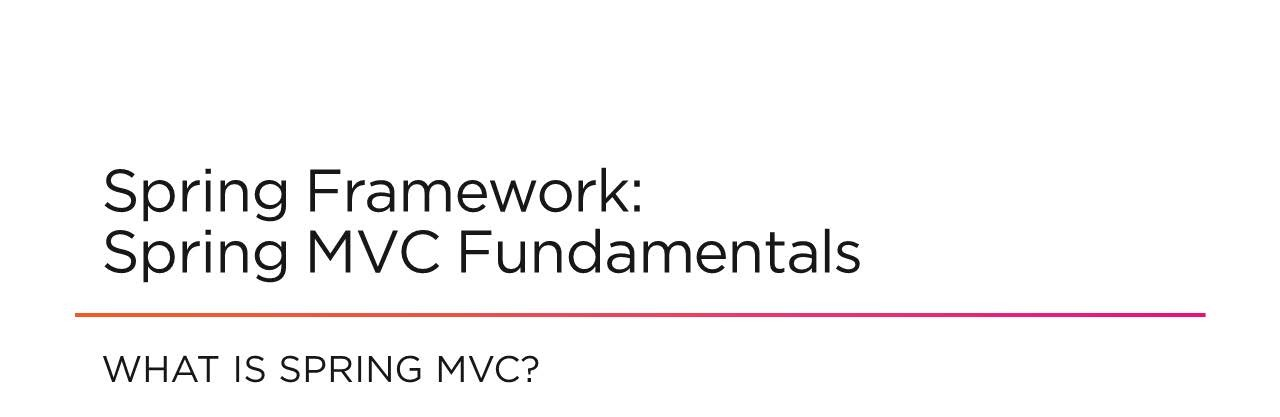 Spring Framework:
Spring MVC Fundamentals
WHAT IS SPRING MVC?